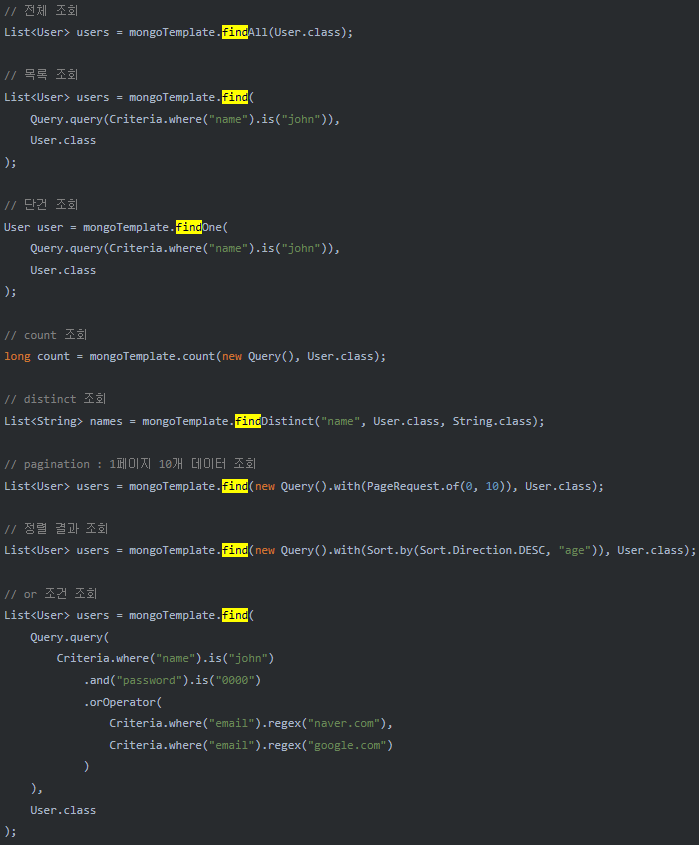 // 전체 조회
List<User> users = mongoTemplate.findAll(User.class);
// 목록 조회
List<User> users = mongoTemplate.find(
    Query.query(Criteria.where("name").is("john")),
    User.class
);
// 단건 조회
User user = mongoTemplate.findOne(
    Query.query(Criteria.where("name").is("john")),
    User.class
);
// count 조회
long count = mongoTemplate.count(new Query(), User.class);
// distinct 조회
List<String> names = mongoTemplate.findDistinct("name", User.class, String.class);
// pagination : 1페이지 10개 데이터 조회
List<User> users = mongoTemplate.find(new Query().with(PageRequest.of(0, 10)), User.class);
// 정렬 결과 조회
List<User> users = mongoTemplate.find(new Query().with(Sort.by(Sort.Direction.DESC, "age")), User.class);
// or 조건 조회
List<User> users = mongoTemplate.find(
    Query.query(
        Criteria.where("name").is("john")
            .and("password").is("0000")
            .orOperator(
                Criteria.where("email").regex("naver.com"),
                Criteria.where("email").regex("google.com")
            )
    ),
    User.class
);